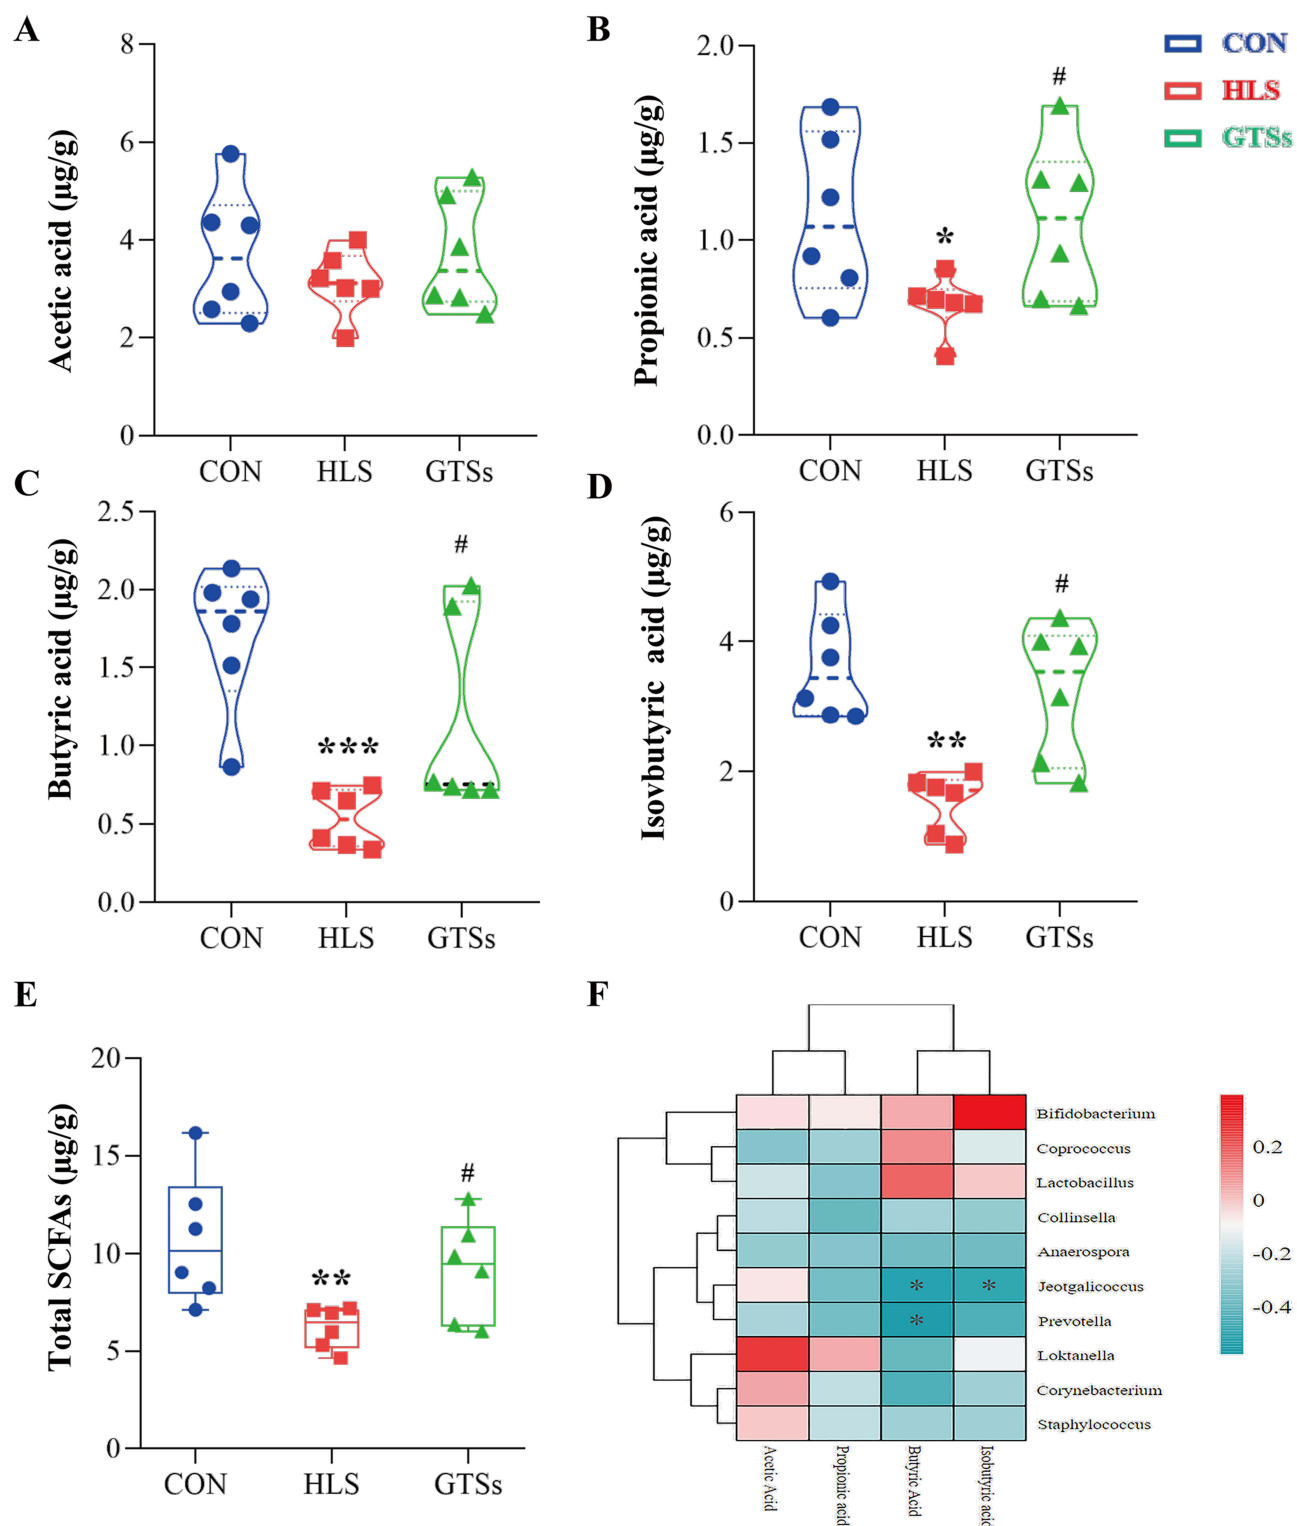 A
Acetic acid (μg/g)
8
6
4
2
0
CON HLS GTSs
B
Propionic acid (μg/g)
2.0
1.5
1.0
0.5
0.0
*
#
CON HLS GTSs
CON
HLS
GTSs
C
Butyric acid (μg/g)
2.5
2.0
1.5
1.0
0.5
0.0
***
#
CON HLS GTSs
D
Isovbutyric acid (μg/g)
6
4
2
0
**
#
CON HLS GTSs
E
Total SCFAs (μg/g)
20
15
10
5
0
**
#
CON HLS GTSs
F
Bifidobacterium
Coprococcus
Lactobacillus
Collinsella
Anaerospora
* * Jeotgalicoccus
* Prevotella
Loktanella
Corynebacterium
Staphylococcus
Acetic Acid
Propionic acid
Butyric Acid
Isobutyric acid
0.2
0
-0.2
-0.4